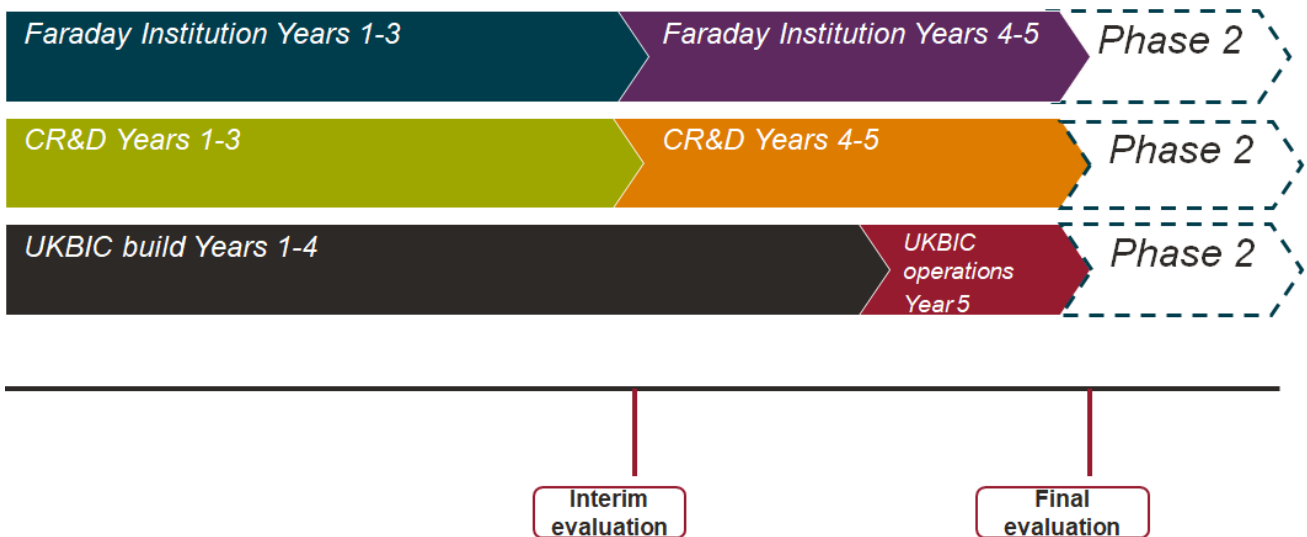 Faraday Institution Years 1-3
Faraday Institution Years 4-5
Phase 2
CR&D Years 1-3
CR&D Years 4-5
Phase 2
UKBIC build Years 1-4
UKBIC
operations
Year 5
Phase 2
Interim
evaluation
Final
evaluation